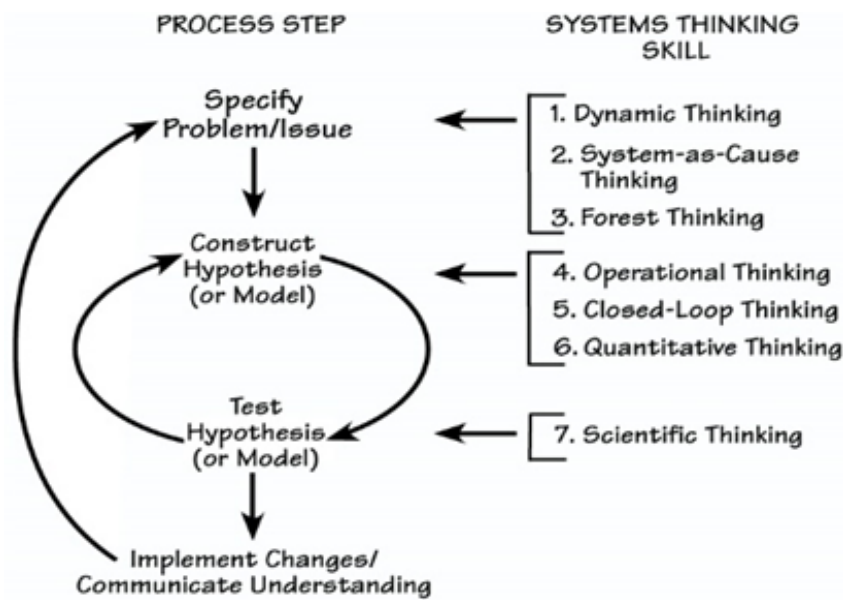 PROCESS STEP
SYSTEMS THINKING
SKILL
Specify
Problem/Issue
1. Dynamic Thinking
2. System-as-Cause
Thinking
3. Forest Thinking
Construct
Hypothesis
(or Model)
4. Operational Thinking
5. Closed-Loop Thinking
6. Quantitative Thinking
Test
Hypothesis
(or Model)
7. Scientific Thinking
Implement Changes/
Communicate Understanding